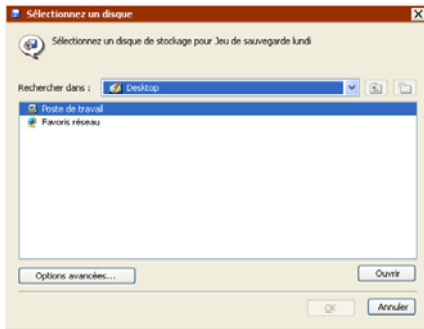 Sélectionnez un disque
Sélectionnez un disque de stockage pour Jeu de sauvegarde lundi
Rechercher dans :
Desktop
Poste de travail
Favoris réseau
Options avancées...
Ouvrir
OK
Annuler